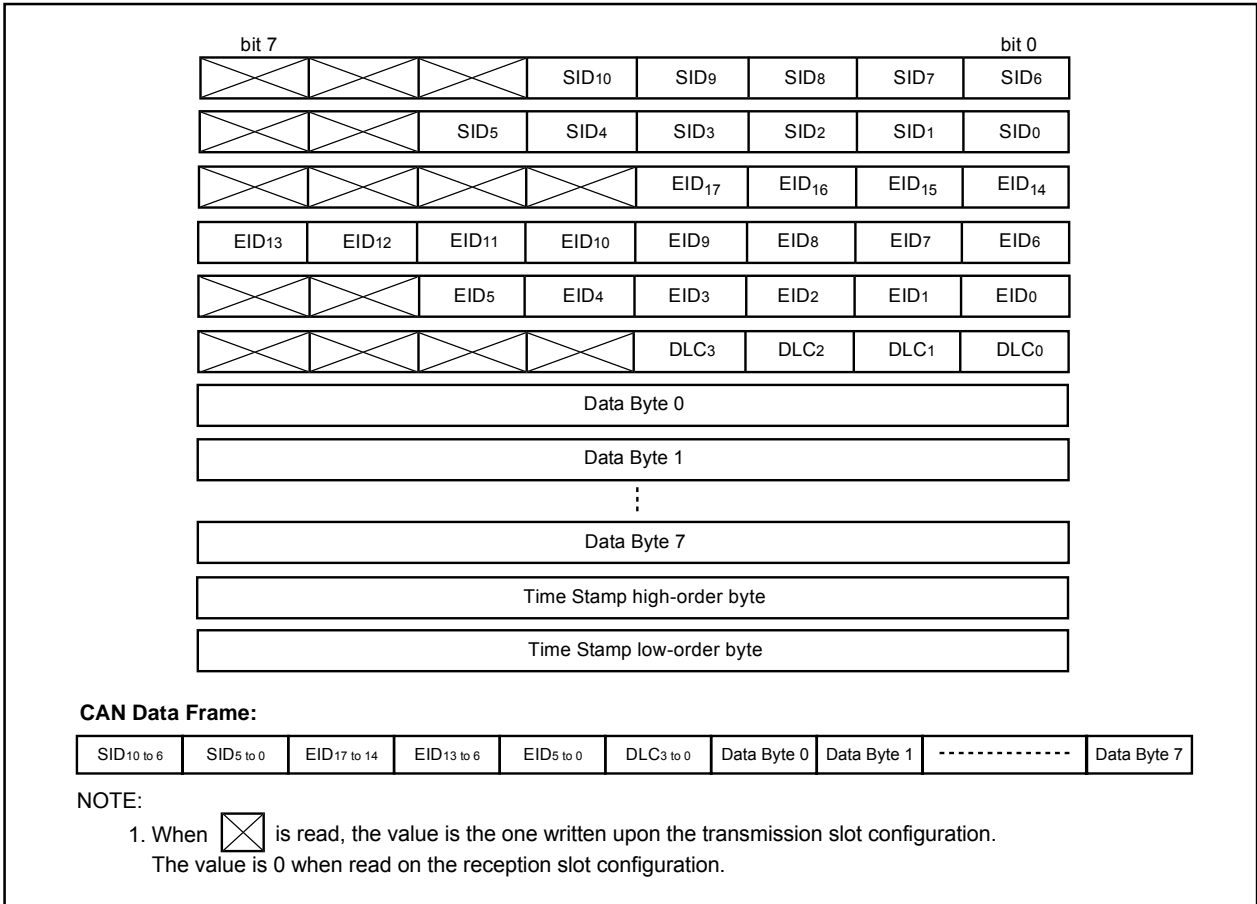 bit 7 bit 0
SID10 SID9 SID8 SID7 SID6
SID5 SID4 SID3 SID2 SID1 SID0
EID17 EID16 EID15 EID14
EID13 EID12 EID11 EID10 EID9 EID8 EID7 EID6
EID5 EID4 EID3 EID2 EID1 EID0
DLC3 DLC2 DLC1 DLC0
Data Byte 0
Data Byte 1
Data Byte 7
Time Stamp high-order byte
Time Stamp low-order byte
CAN Data Frame:
SID10 to 6 SID5 to 0 EID17 to 14 EID13 to 6 EID5 to 0 DLC3 to 0 Data Byte 0 Data Byte 1 Data Byte 7
NOTE:
1. When is read, the value is the one written upon the transmission slot configuration.
The value is 0 when read on the reception slot configuration.